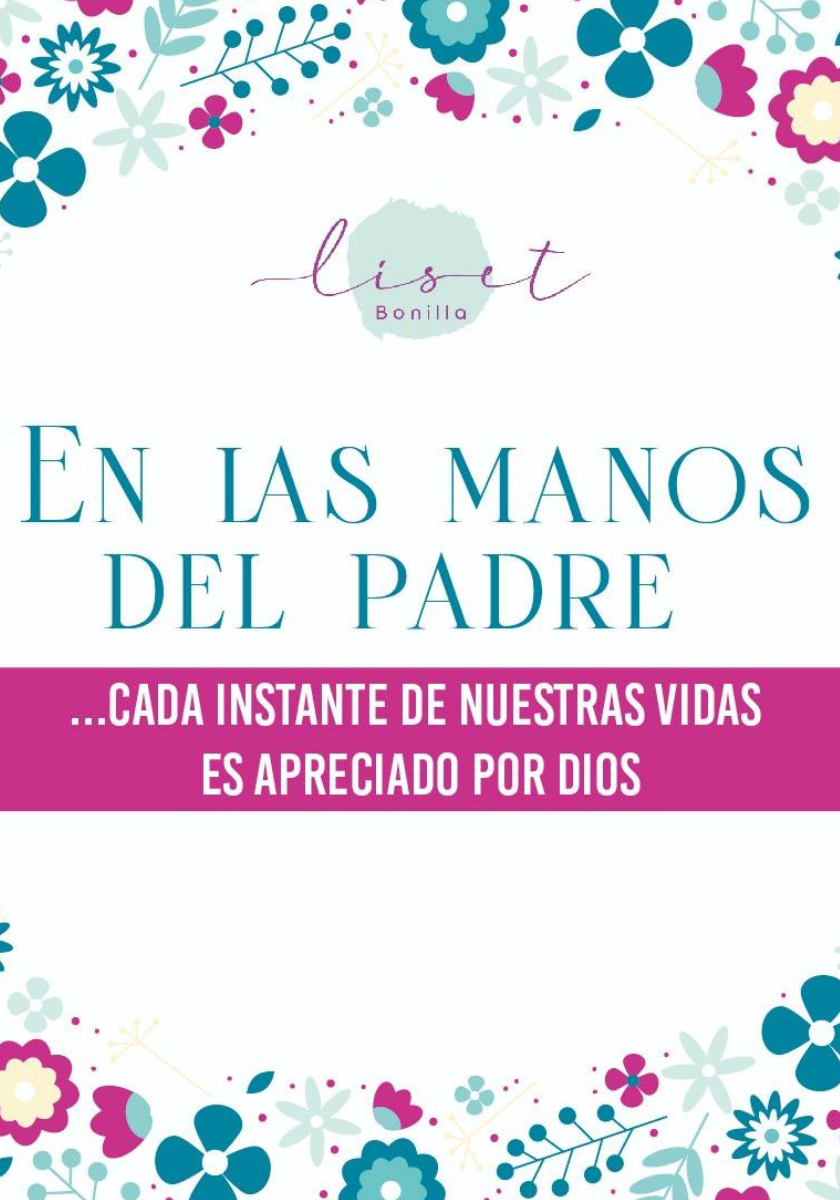 liset
Bonilla
EN LAS MANOS
DEL PADRE
...CADA INSTANTE DE NUESTRAS VIDAS
ES APRECIADO POR DIOS